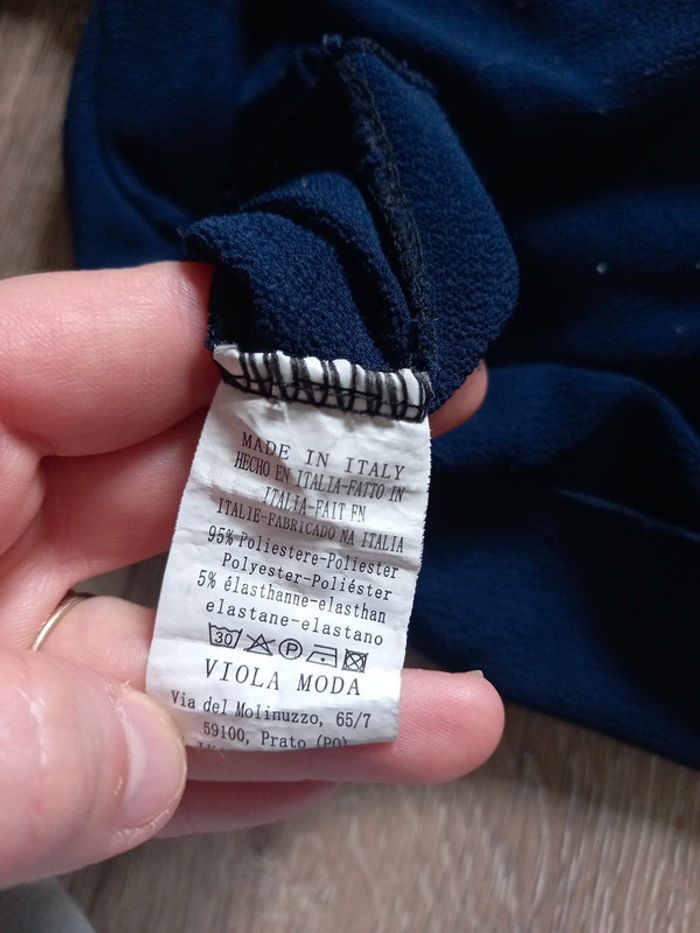 MADE IN ITALY
HECHO EN ITALIA-FATTO IN
ITALIA-FAIT EN
ITALIE-FABRICADO NA ITALIA
95% Poliestere-Poliester
Polyester-Poliéster
5% élasthanne-elasthan
elastane-elastano
30 P
VIOLA MODA
Via del Molinuzzo, 65/7
59100, Prato (PO)